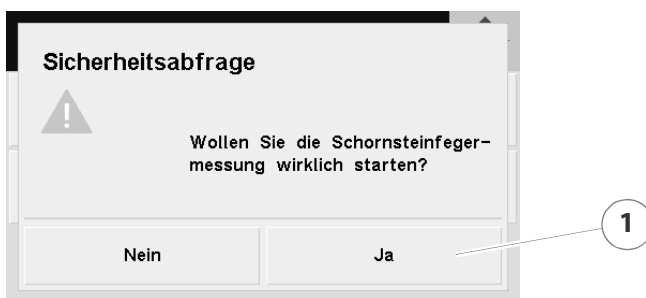 Sicherheitsabfrage
Wollen Sie die Schornsteinfeger-
messung wirklich starten?
Nein
Ja
1